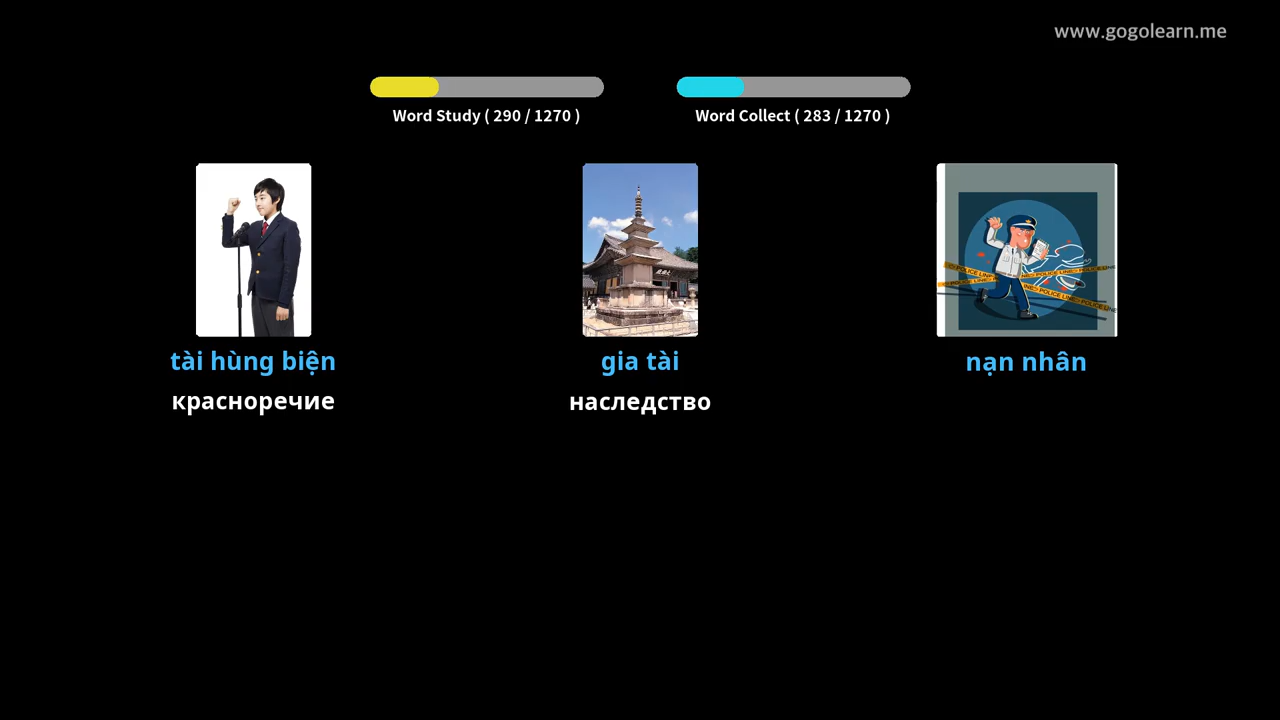 www.gogolearn.me
Word Study ( 290 / 1270 )
Word Collect ( 283 / 1270 )
tài hùng biện
красноречие
gia tài
наследство
nạn nhân